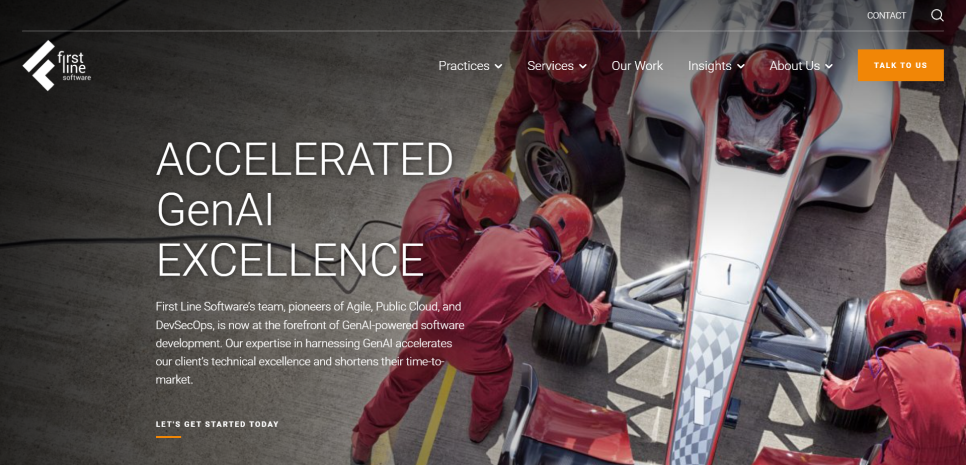 CONTACT
first
line
software
Practices
Services
Our Work
Insights
About Us
TALK TO US
ACCELERATED
GenAI
EXCELLENCE
First Line Software's team, pioneers of Agile, Public Cloud, and
DevSecOps, is now at the forefront of GenAI-powered software
development. Our expertise in harnessing GenAI accelerates
our client's technical excellence and shortens their time-to-
market.
LET'S GET STARTED TODAY
1